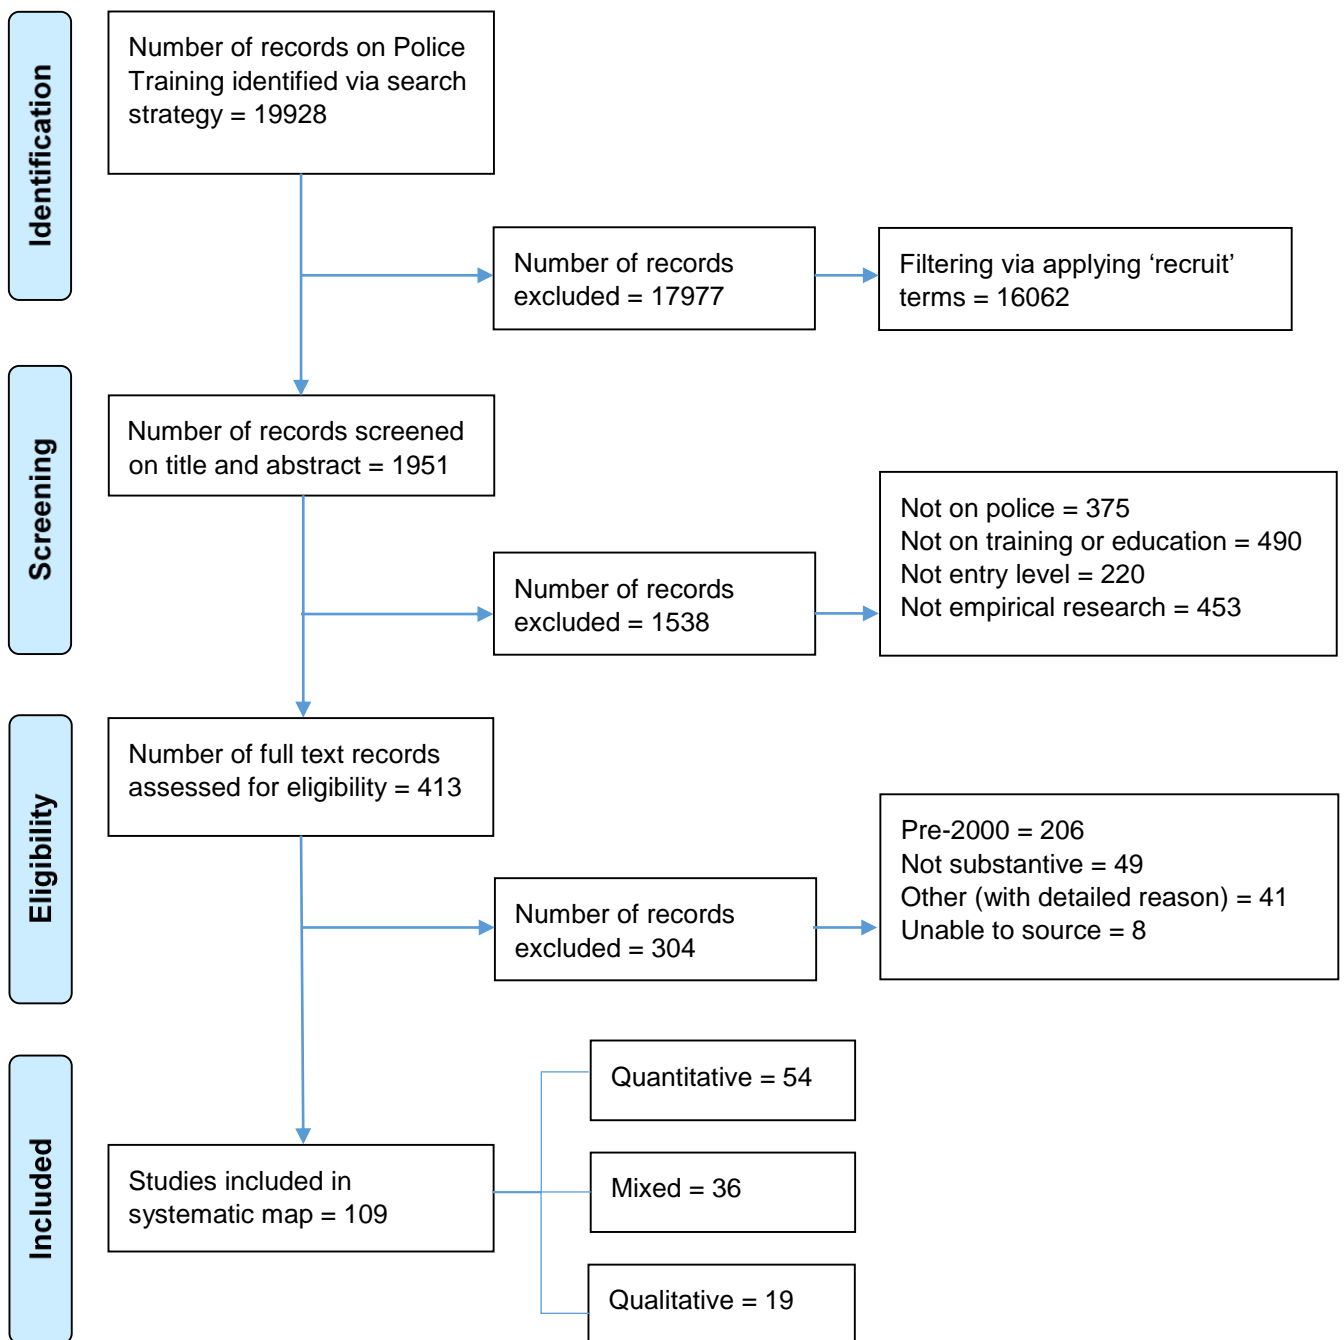 Identification
Number of records on Police
Training identified via search
strategy = 19928
Number of records
excluded = 17977
Filtering via applying ‘recruit’
terms = 16062
Screening
Number of records screened
on title and abstract = 1951
Number of records
excluded = 1538
Not on police = 375
Not on training or education = 490
Not entry level = 220
Not empirical research = 453
Eligibility
Number of full text records
assessed for eligibility = 413
Number of records
excluded = 304
Pre-2000 = 206
Not substantive = 49
Other (with detailed reason) = 41
Unable to source = 8
Included
Studies included in
systematic map = 109
Quantitative = 54
Mixed = 36
Qualitative = 19